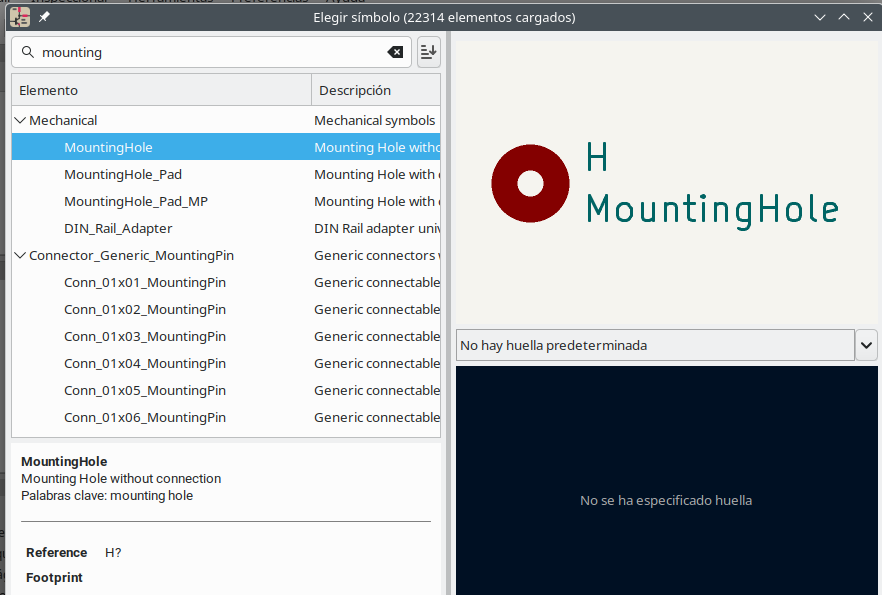 Elegir símbolo (22314 elementos cargados)
mounting
Elemento Descripción
Mechanical Mechanical symbols
MountingHole Mounting Hole witho
MountingHole_Pad Mounting Hole with
MountingHole_Pad_MP Mounting Hole with
DIN_Rail_Adapter DIN Rail adapter univ
Connector_Generic_MountingPin Generic connectors
Conn_01x01_MountingPin Generic connectable
Conn_01x02_MountingPin Generic connectable
Conn_01x03_MountingPin Generic connectable
Conn_01x04_MountingPin Generic connectable
Conn_01x05_MountingPin Generic connectable
Conn_01x06_MountingPin Generic connectable
MountingHole
Mounting Hole without connection
Palabras clave: mounting hole
Reference H?
Footprint
H
MountingHole
No hay huella predeterminada
No se ha especificado huella